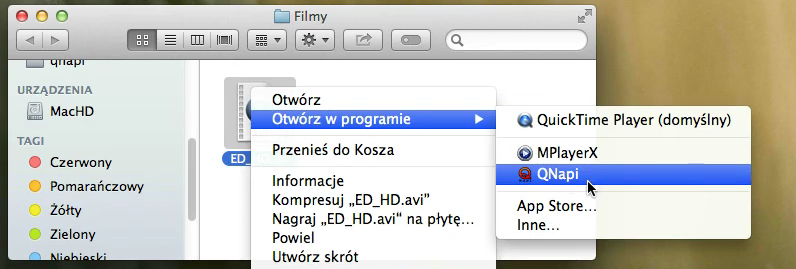 Filmy
qnapi
URZĄDZENIA
MacHD
TAGI
Czerwony
Pomarańczowy
Żółty
Zielony
Niebieski
ED_
Otwórz
Otwórz w programie
Przenieś do Kosza
Informacje
Kompresuj „ED_HD.avi”
Nagraj „ED_HD.avi“ na płytę...
Powiel
Utwórz skrót
QuickTime Player (domyślny)
MPlayerX
QNapi
App Store...
Inne...